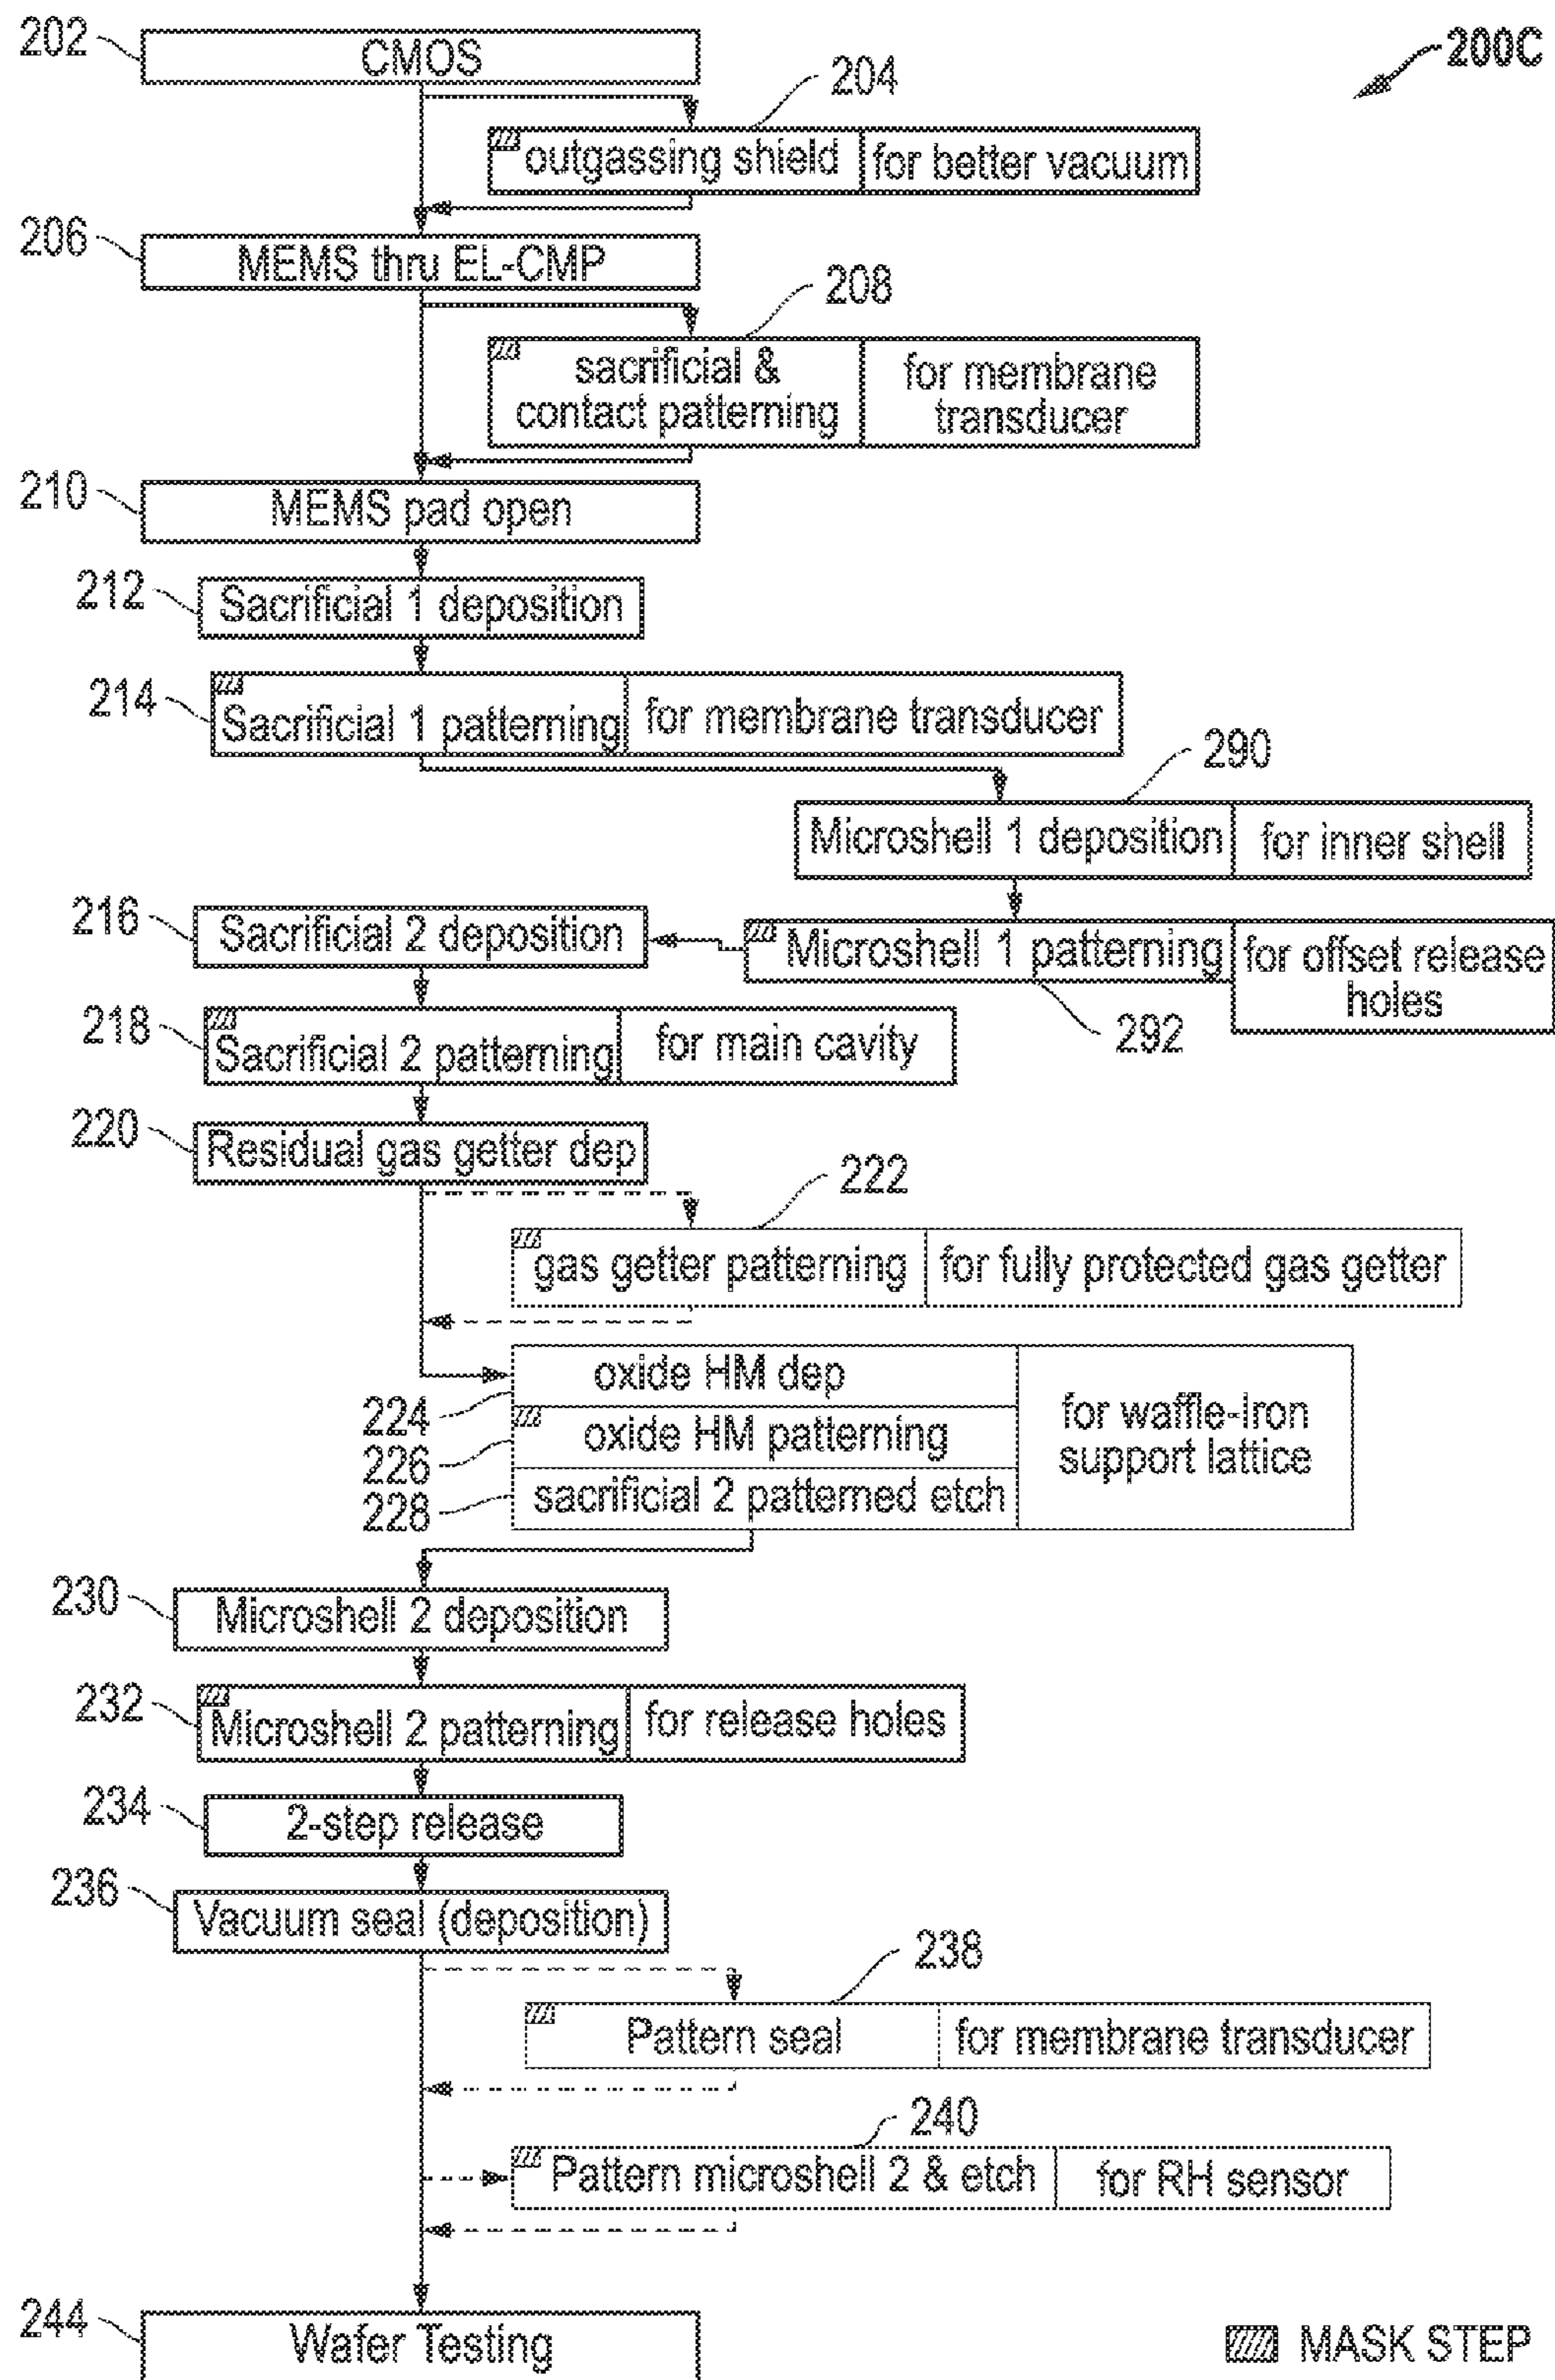 202
CMOS
200C
204
outgassing shield
for better vacuum
206
MEMS thru EL-CMP
208
sacrificial &
contact patterning
for membrane
transducer
210
MEMS pad open
212
Sacrificial 1 deposition
214
Sacrificial 1 patterning
for membrane transducer
290
Microshell 1 deposition
for inner shell
216
Sacrificial 2 deposition
Microshell 1 patterning
for offset release
holes
292
218
Sacrificial 2 patterning
for main cavity
220
Residual gas getter dep
222
gas getter patterning
for fully protected gas getter
224
oxide HM dep
226
oxide HM patterning
228
sacrificial 2 patterned etch
for waffle-iron
support lattice
230
Microshell 2 deposition
232
Microshell 2 patterning
for release holes
234
2-step release
236
Vacuum seal (deposition)
238
Pattern seal
for membrane transducer
240
Pattern microshell 2 & etch
for RH sensor
244
Wafer Testing
MASK STEP